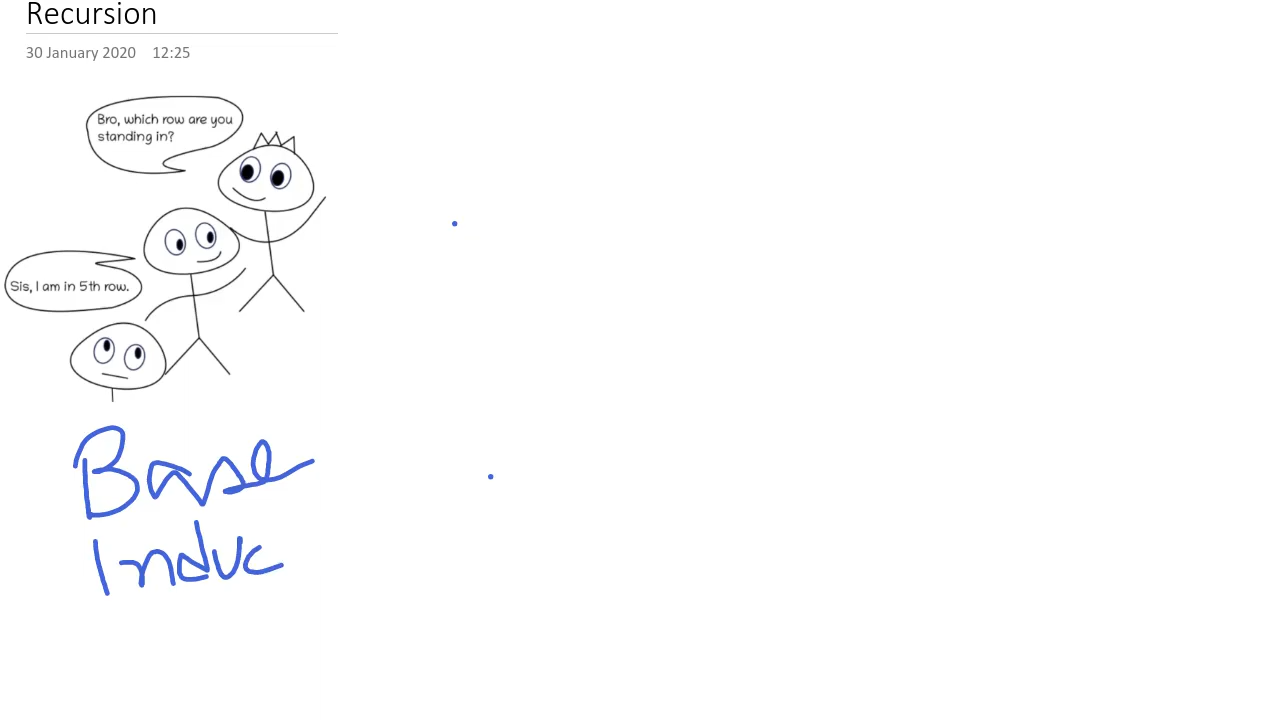 Recursion
30 January 2020 12:25
Bro, which row are you
standing in?
Sis, I am in 5th row.
Base
Induc